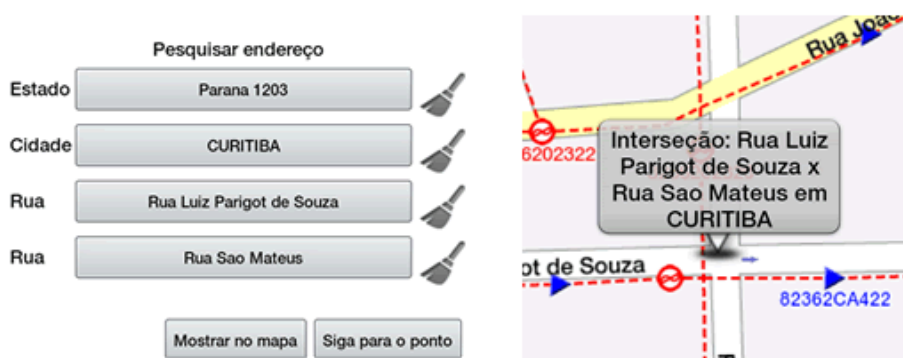 Pesquisar endereço
Estado
Parana 1203
Cidade
CURITIBA
Rua
Rua Luiz Parigot de Souza
Rua
Rua Sao Mateus
Mostrar no mapa
Siga para o ponto
Rua João
6202322
Interseção: Rua Luiz
Parigot de Souza x
Rua Sao Mateus em
CURITIBA
ot de Souza
82362CA422